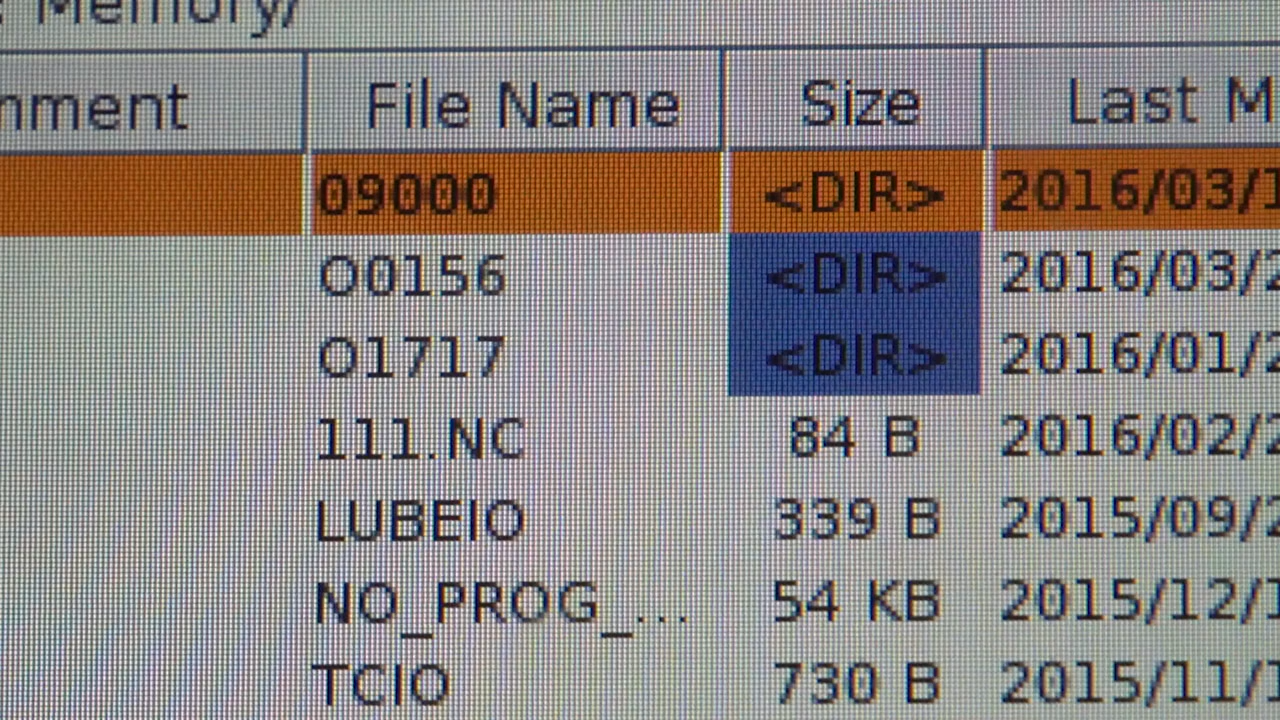 Memory/
mment File Name Size Last M
09000 <DIR> 2016/03/1
O0156 <DIR> 2016/03/2
O1717 <DIR> 2016/01/2
111.NC 84 B 2016/02/2
LUBEIO 339 B 2015/09/2
NO_PROG_... 54 KB 2015/12/1
TCIO 730 B 2015/11/1